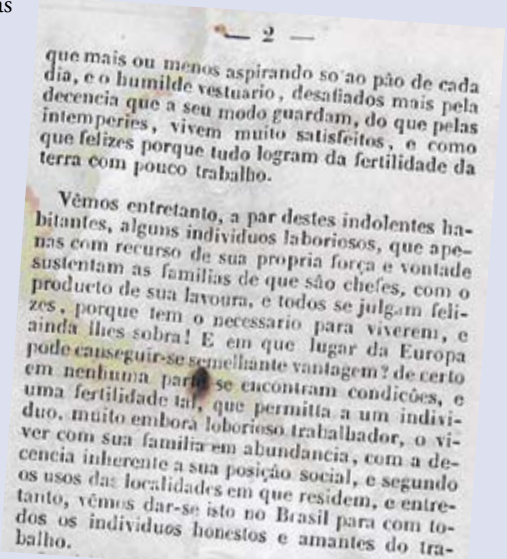 as
— 2 —
que mais ou menos aspirando so ao pão de cada
dia, e o humilde vestuario, desafiados mais pela
decencia que a seu modo guardam, do que pelas
intemperies, vivem muito satisfeitos, e como
que felizes porque tudo logram da fertilidade da
terra com pouco trabalho.
Vêmos entretanto, a par destes indolentes ha-
bitantes, alguns individuos laboriosos, que ape-
nas com recurso de sua propria força e vontade
sustentam as familias de que são chefes, com o
producto de sua lavoura, e todos se julgam feli-
zes, porque tem o necessario para viverem, e
ainda lhes sobra! E em que lugar da Europa
pode canseguir-se semelhante vantagem? de certo
em nenhuma parte se encontram condicões, e
uma fertilidade tal, que permitta a um indivi-
duo, muito embora loborioso trabalhador, o vi-
ver com sua familia em abundancia, com a de-
cencia inherente a sua posição social, e segundo
os usos das localidades em que residem, e entre-
tanto, vêmos dar-se isto no Brasil para com to-
dos os individuos honestos e amantes do tra-
balho.